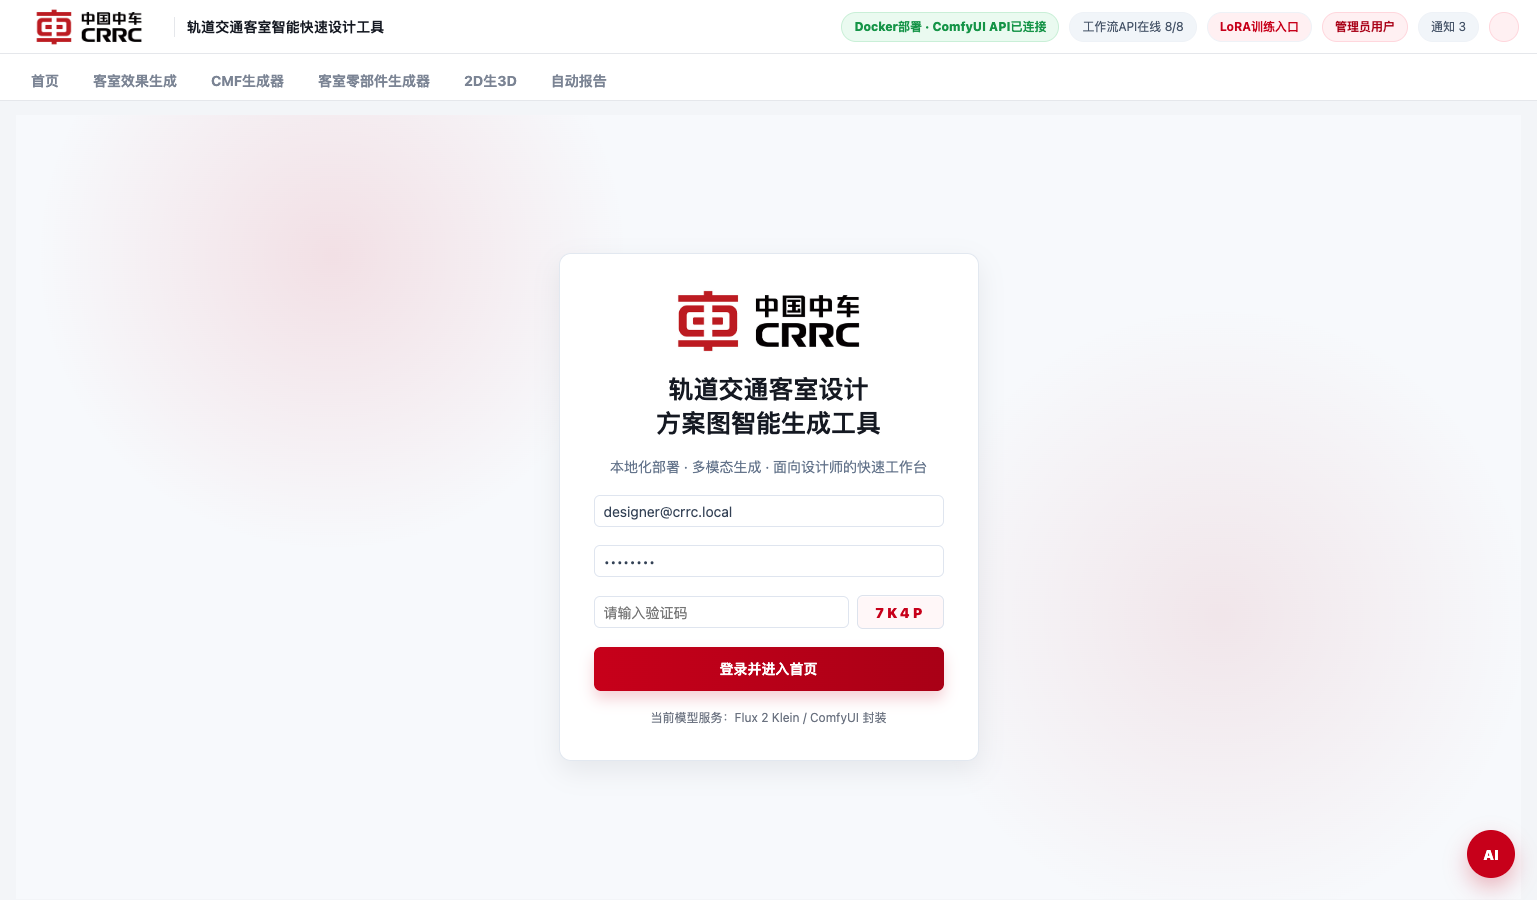 中国中车
CRRC
轨道交通客室智能快速设计工具
Docker部署 · ComfyUI API已连接
工作流API在线 8/8
LoRA训练入口
管理员用户
通知 3
首页
客室效果生成
CMF生成器
客室零部件生成器
2D生3D
自动报告
中国中车
CRRC
轨道交通客室设计
方案图智能生成工具
本地化部署 · 多模态生成 · 面向设计师的快速工作台
designer@crrc.local
••••••••
请输入验证码
7K4P
登录并进入首页
当前模型服务：Flux 2 Klein / ComfyUI 封装
AI